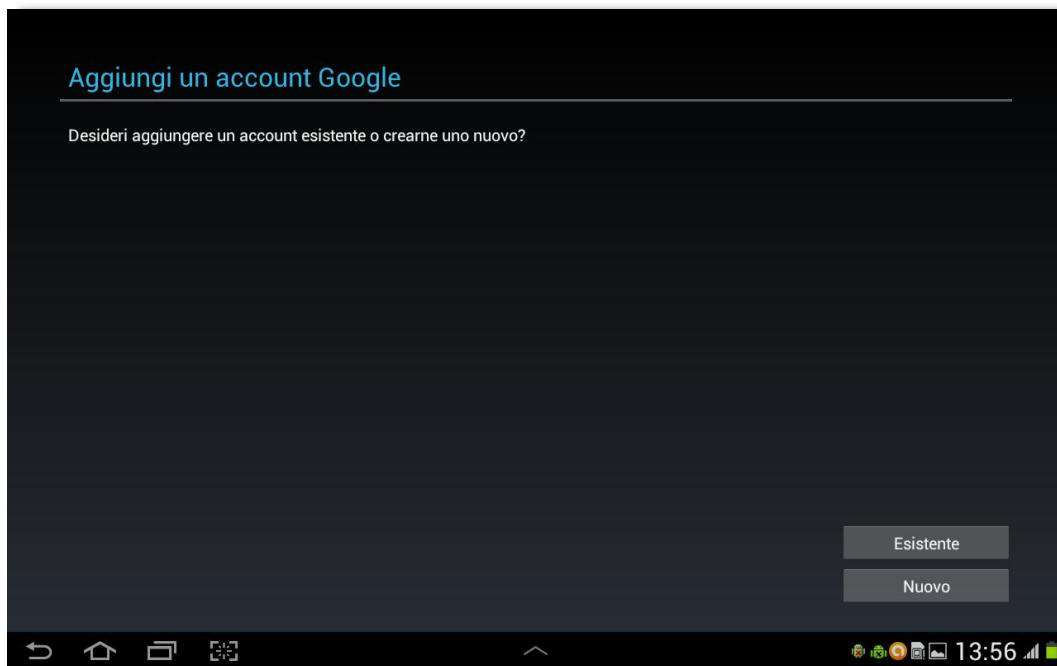 Aggiungi un account Google
Desideri aggiungere un account esistente o crearne uno nuovo?
Esistente
Nuovo
13:56